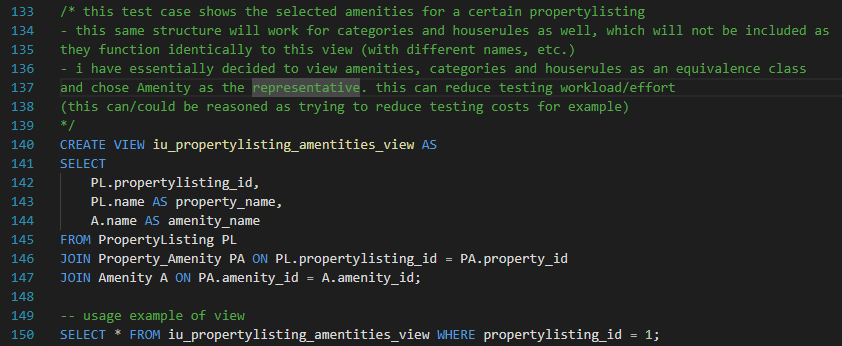 133 /* this test case shows the selected amenities for a certain propertylisting
134 - this same structure will work for categories and houserules as well, which will not be included as
135 they function identically to this view (with different names, etc.)
136 - i have essentially decided to view amenities, categories and houserules as an equivalence class
137 and chose Amenity as the representative. this can reduce testing workload/effort
138 (this can/could be reasoned as trying to reduce testing costs for example)
139 */
140 CREATE VIEW iu_propertylisting_amentities_view AS
141 SELECT
142     PL.propertylisting_id,
143     PL.name AS property_name,
144     A.name AS amenity_name
145 FROM PropertyListing PL
146 JOIN Property_Amenity PA ON PL.propertylisting_id = PA.property_id
147 JOIN Amenity A ON PA.amenity_id = A.amenity_id;
148
149 -- usage example of view
150 SELECT * FROM iu_propertylisting_amentities_view WHERE propertylisting_id = 1;